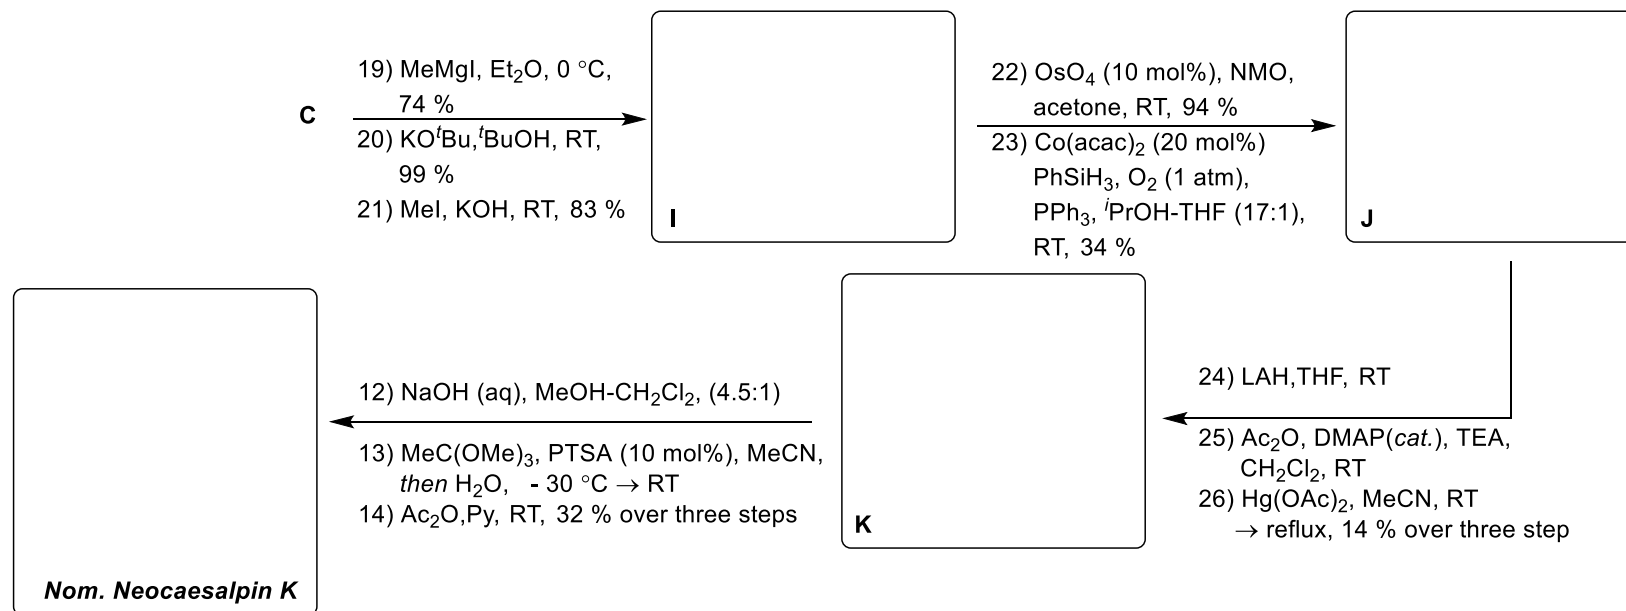 C
19) MeMgI, Et₂O, 0 °C,
74 %
20) KOᵗBu,ᵗBuOH, RT,
99 %
21) MeI, KOH, RT, 83 %
I
22) OsO₄ (10 mol%), NMO,
acetone, RT, 94 %
23) Co(acac)₂ (20 mol%)
PhSiH₃, O₂ (1 atm),
PPh₃, ⁱPrOH-THF (17:1),
RT, 34 %
J
24) LAH,THF, RT
25) Ac₂O, DMAP(cat.), TEA,
CH₂Cl₂, RT
26) Hg(OAc)₂, MeCN, RT
→ reflux, 14 % over three step
K
12) NaOH (aq), MeOH-CH₂Cl₂, (4.5:1)
13) MeC(OMe)₃, PTSA (10 mol%), MeCN,
then H₂O, - 30 °C → RT
14) Ac₂O,Py, RT, 32 % over three steps
Nom. Neocaesalpin K